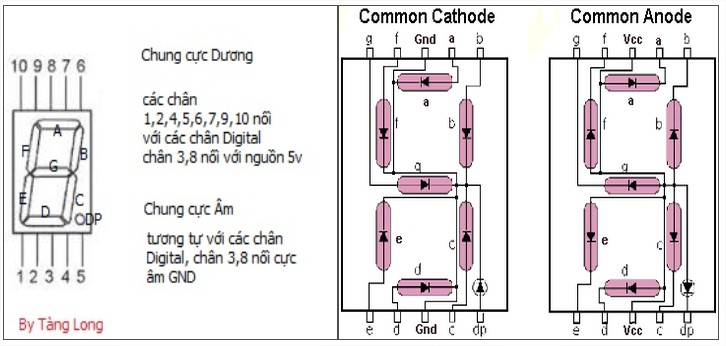 10 9 8 7 6
A
F
B
G
E
C
D
DP
1 2 3 4 5
By Tàng Long
Chung cực Dương
các chân
1,2,4,5,6,7,9,10 nối
với các chân Digital
chân 3,8 nối với nguồn 5v
Chung cực Âm
tương tự với các chân
Digital, chân 3,8 nối cực
âm GND
Common Cathode
g f Gnd a b
a
f
b
g
e
c
d
e d Gnd c dp
Common Anode
g f Vcc a b
a
f
b
g
e
c
d
e d Vcc c dp